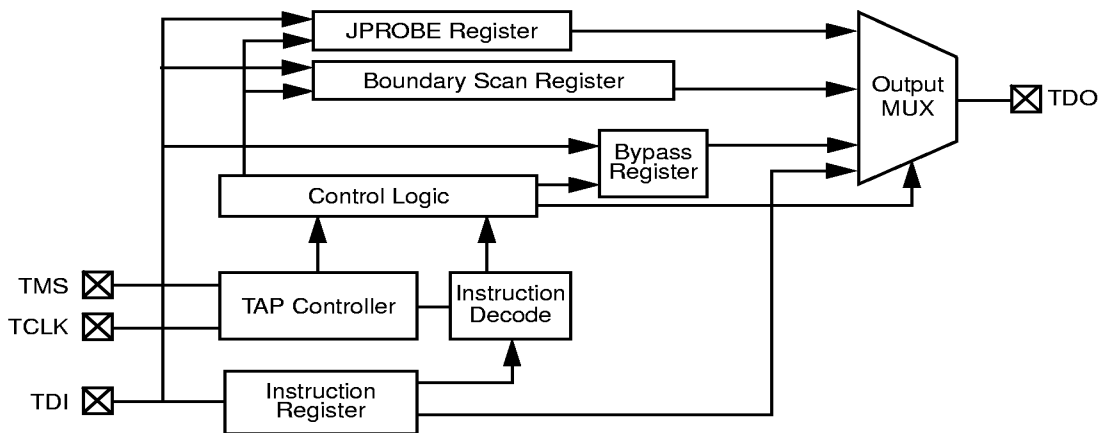 JPROBE Register
Boundary Scan Register
Output
MUX
TDO
Bypass
Register
Control Logic
TMS
TAP Controller
Instruction
Decode
TCLK
TDI
Instruction
Register